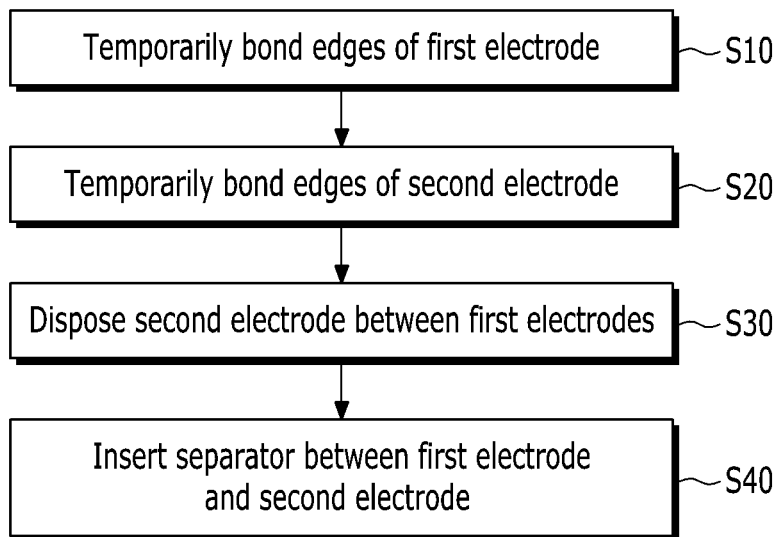 Temporarily bond edges of first electrode
S10
Temporarily bond edges of second electrode
S20
Dispose second electrode between first electrodes
S30
Insert separator between first electrode
and second electrode
S40